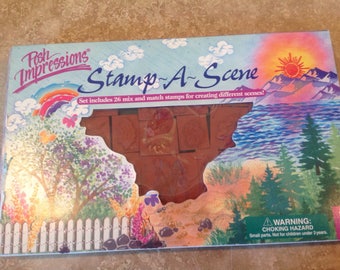 Posh
Impressions®
Stamp~A~Scene
Set includes 26 mix and match stamps for creating different scenes!
WARNING:
CHOKING HAZARD
Small parts. Not for children under 3 years.